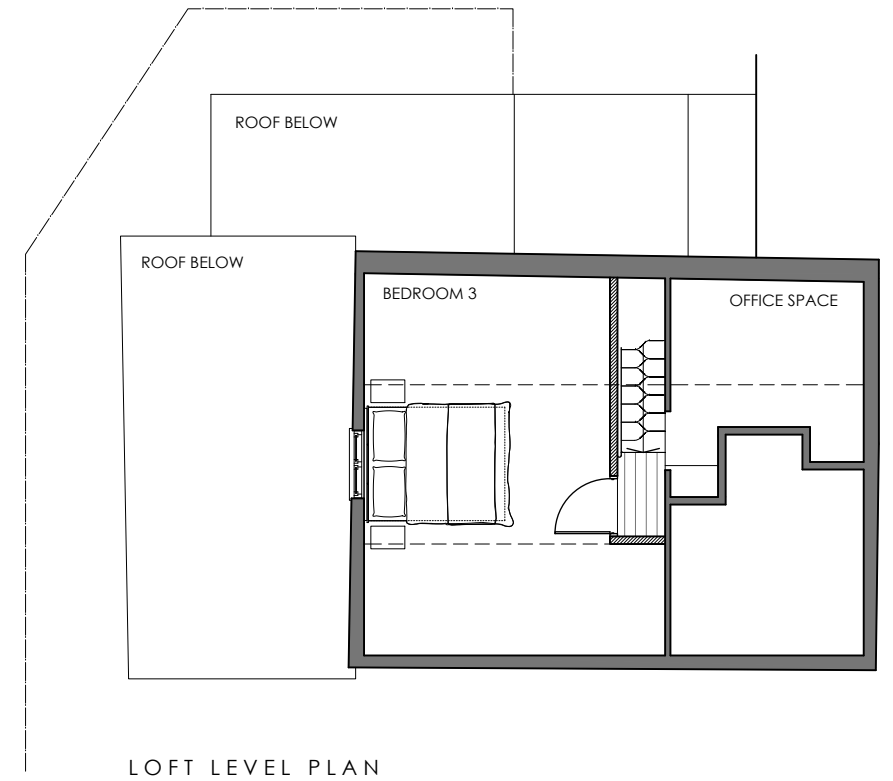 ROOF BELOW
ROOF BELOW
BEDROOM 3
OFFICE SPACE
LOFT LEVEL PLAN